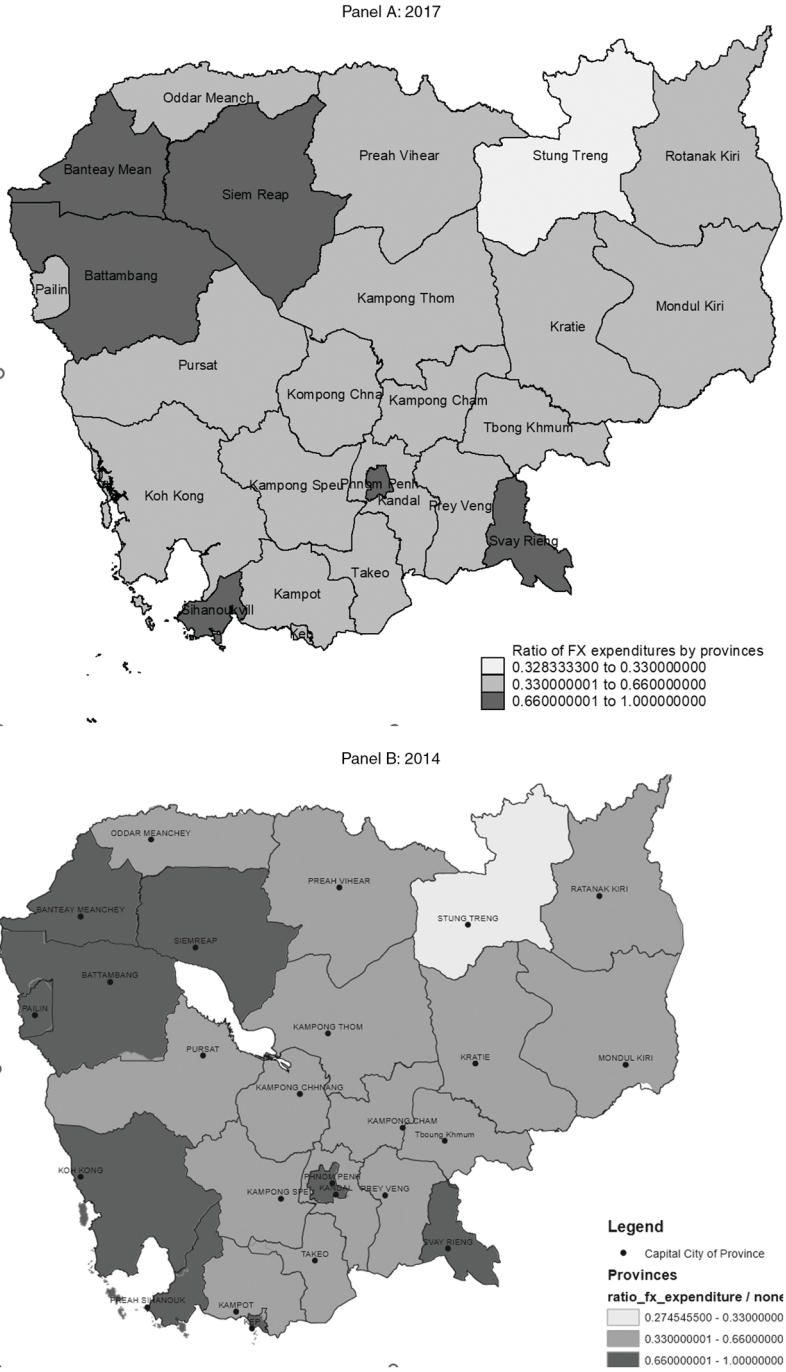 Panel A: 2017
Oddar Meanch
Banteay Mean
Siem Reap
Preah Vihear
Stung Treng
Rotanak Kiri
Pailin
Battambang
Kampong Thom
Kratie
Mondul Kiri
Pursat
Kompong Chna
Kampong Cham
Tbong Khmum
Koh Kong
Kampong Speu
Phnom Penh
Kandal
Prey Veng
Svay Rieng
Sihanoukvill
Kampot
Takeo
Keb
Ratio of FX expenditures by provinces
0.328333300 to 0.330000000
0.330000001 to 0.660000000
0.660000001 to 1.000000000
Panel B: 2014
ODDAR MEANCHEY
BANTEAY MEANCHEY
SIEMREAP
PREAH VIHEAR
STUNG TRENG
RATANAK KIRI
BATTAMBANG
PAILIN
PURSAT
KAMPONG THOM
KRATIE
MONDUL KIRI
KAMPONG CHHNANG
KAMPONG CHAM
Tboung Khmum
KOH KONG
KAMPONG SPE
PHNOM PENH
KANDAL
PREY VENG
SVAY RIENG
TAKEO
PREAH SIHANOUK
KAMPOT
KEP
Legend
Capital City of Province
Provinces
ratio_fx_expenditure / none
0.274545500 - 0.33000000
0.330000001 - 0.66000000
0.660000001 - 1.00000000